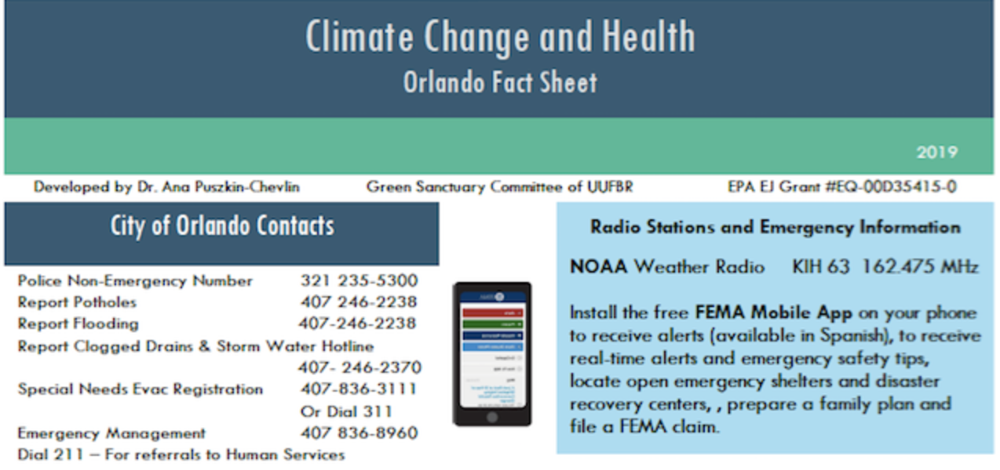 Climate Change and Health
Orlando Fact Sheet
2019
Developed by Dr. Ana Puszkin-Chevlin Green Sanctuary Committee of UUFBR EPA EJ Grant #EQ-00D35415-0
City of Orlando Contacts
Police Non-Emergency Number 321 235-5300
Report Potholes 407 246-2238
Report Flooding 407-246-2238
Report Clogged Drains & Storm Water Hotline
407- 246-2370
Special Needs Evac Registration 407-836-3111
Or Dial 311
Emergency Management 407 836-8960
Dial 211 – For referrals to Human Services
Radio Stations and Emergency Information
NOAA Weather Radio KIH 63 162.475 MHz
Install the free FEMA Mobile App on your phone
to receive alerts (available in Spanish), to receive
real-time alerts and emergency safety tips,
locate open emergency shelters and disaster
recovery centers, , prepare a family plan and
file a FEMA claim.